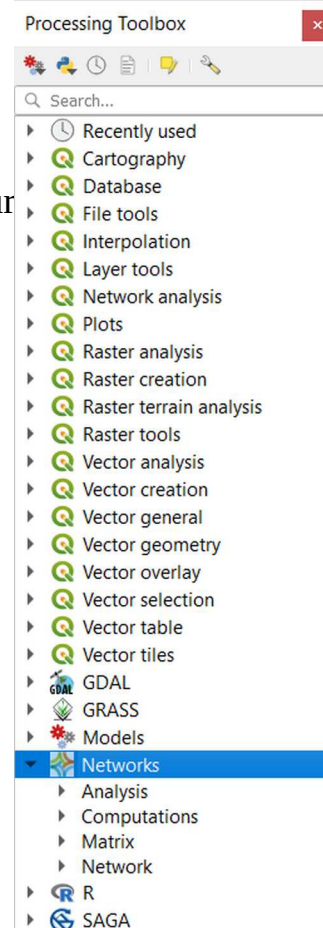 Processing Toolbox
Search...
Recently used
Cartography
Database
File tools
Interpolation
Layer tools
Network analysis
Plots
Raster analysis
Raster creation
Raster terrain analysis
Raster tools
Vector analysis
Vector creation
Vector general
Vector geometry
Vector overlay
Vector selection
Vector table
Vector tiles
GDAL GDAL
GRASS
Models
Networks
Analysis
Computations
Matrix
Network
R R
SAGA